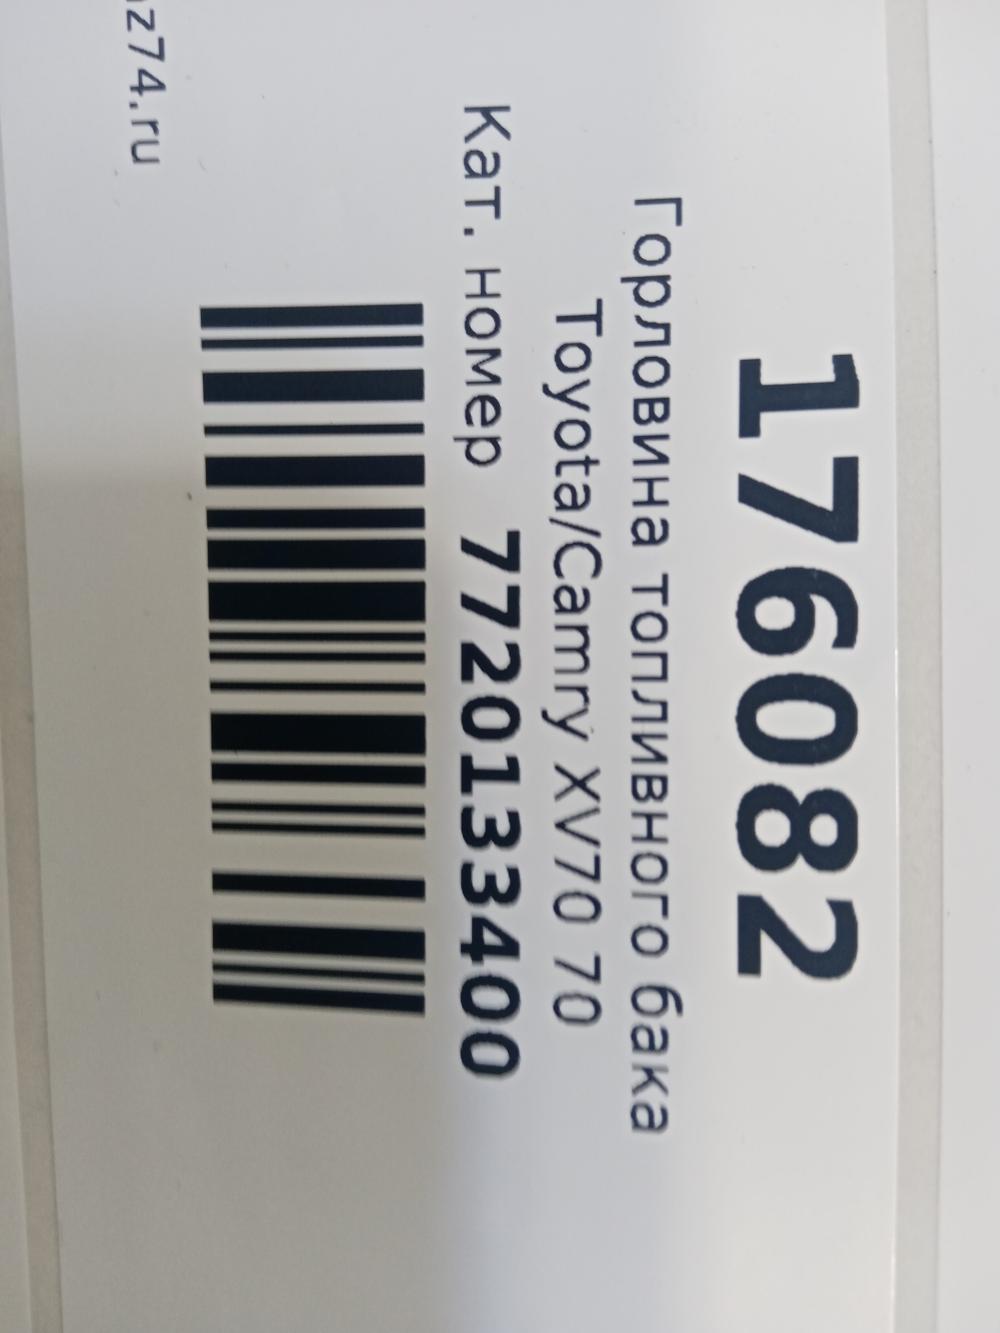 176082
Горловина топливного бака
Toyota/Camry XV70 70
Кат. номер 7720133400
z74.ru